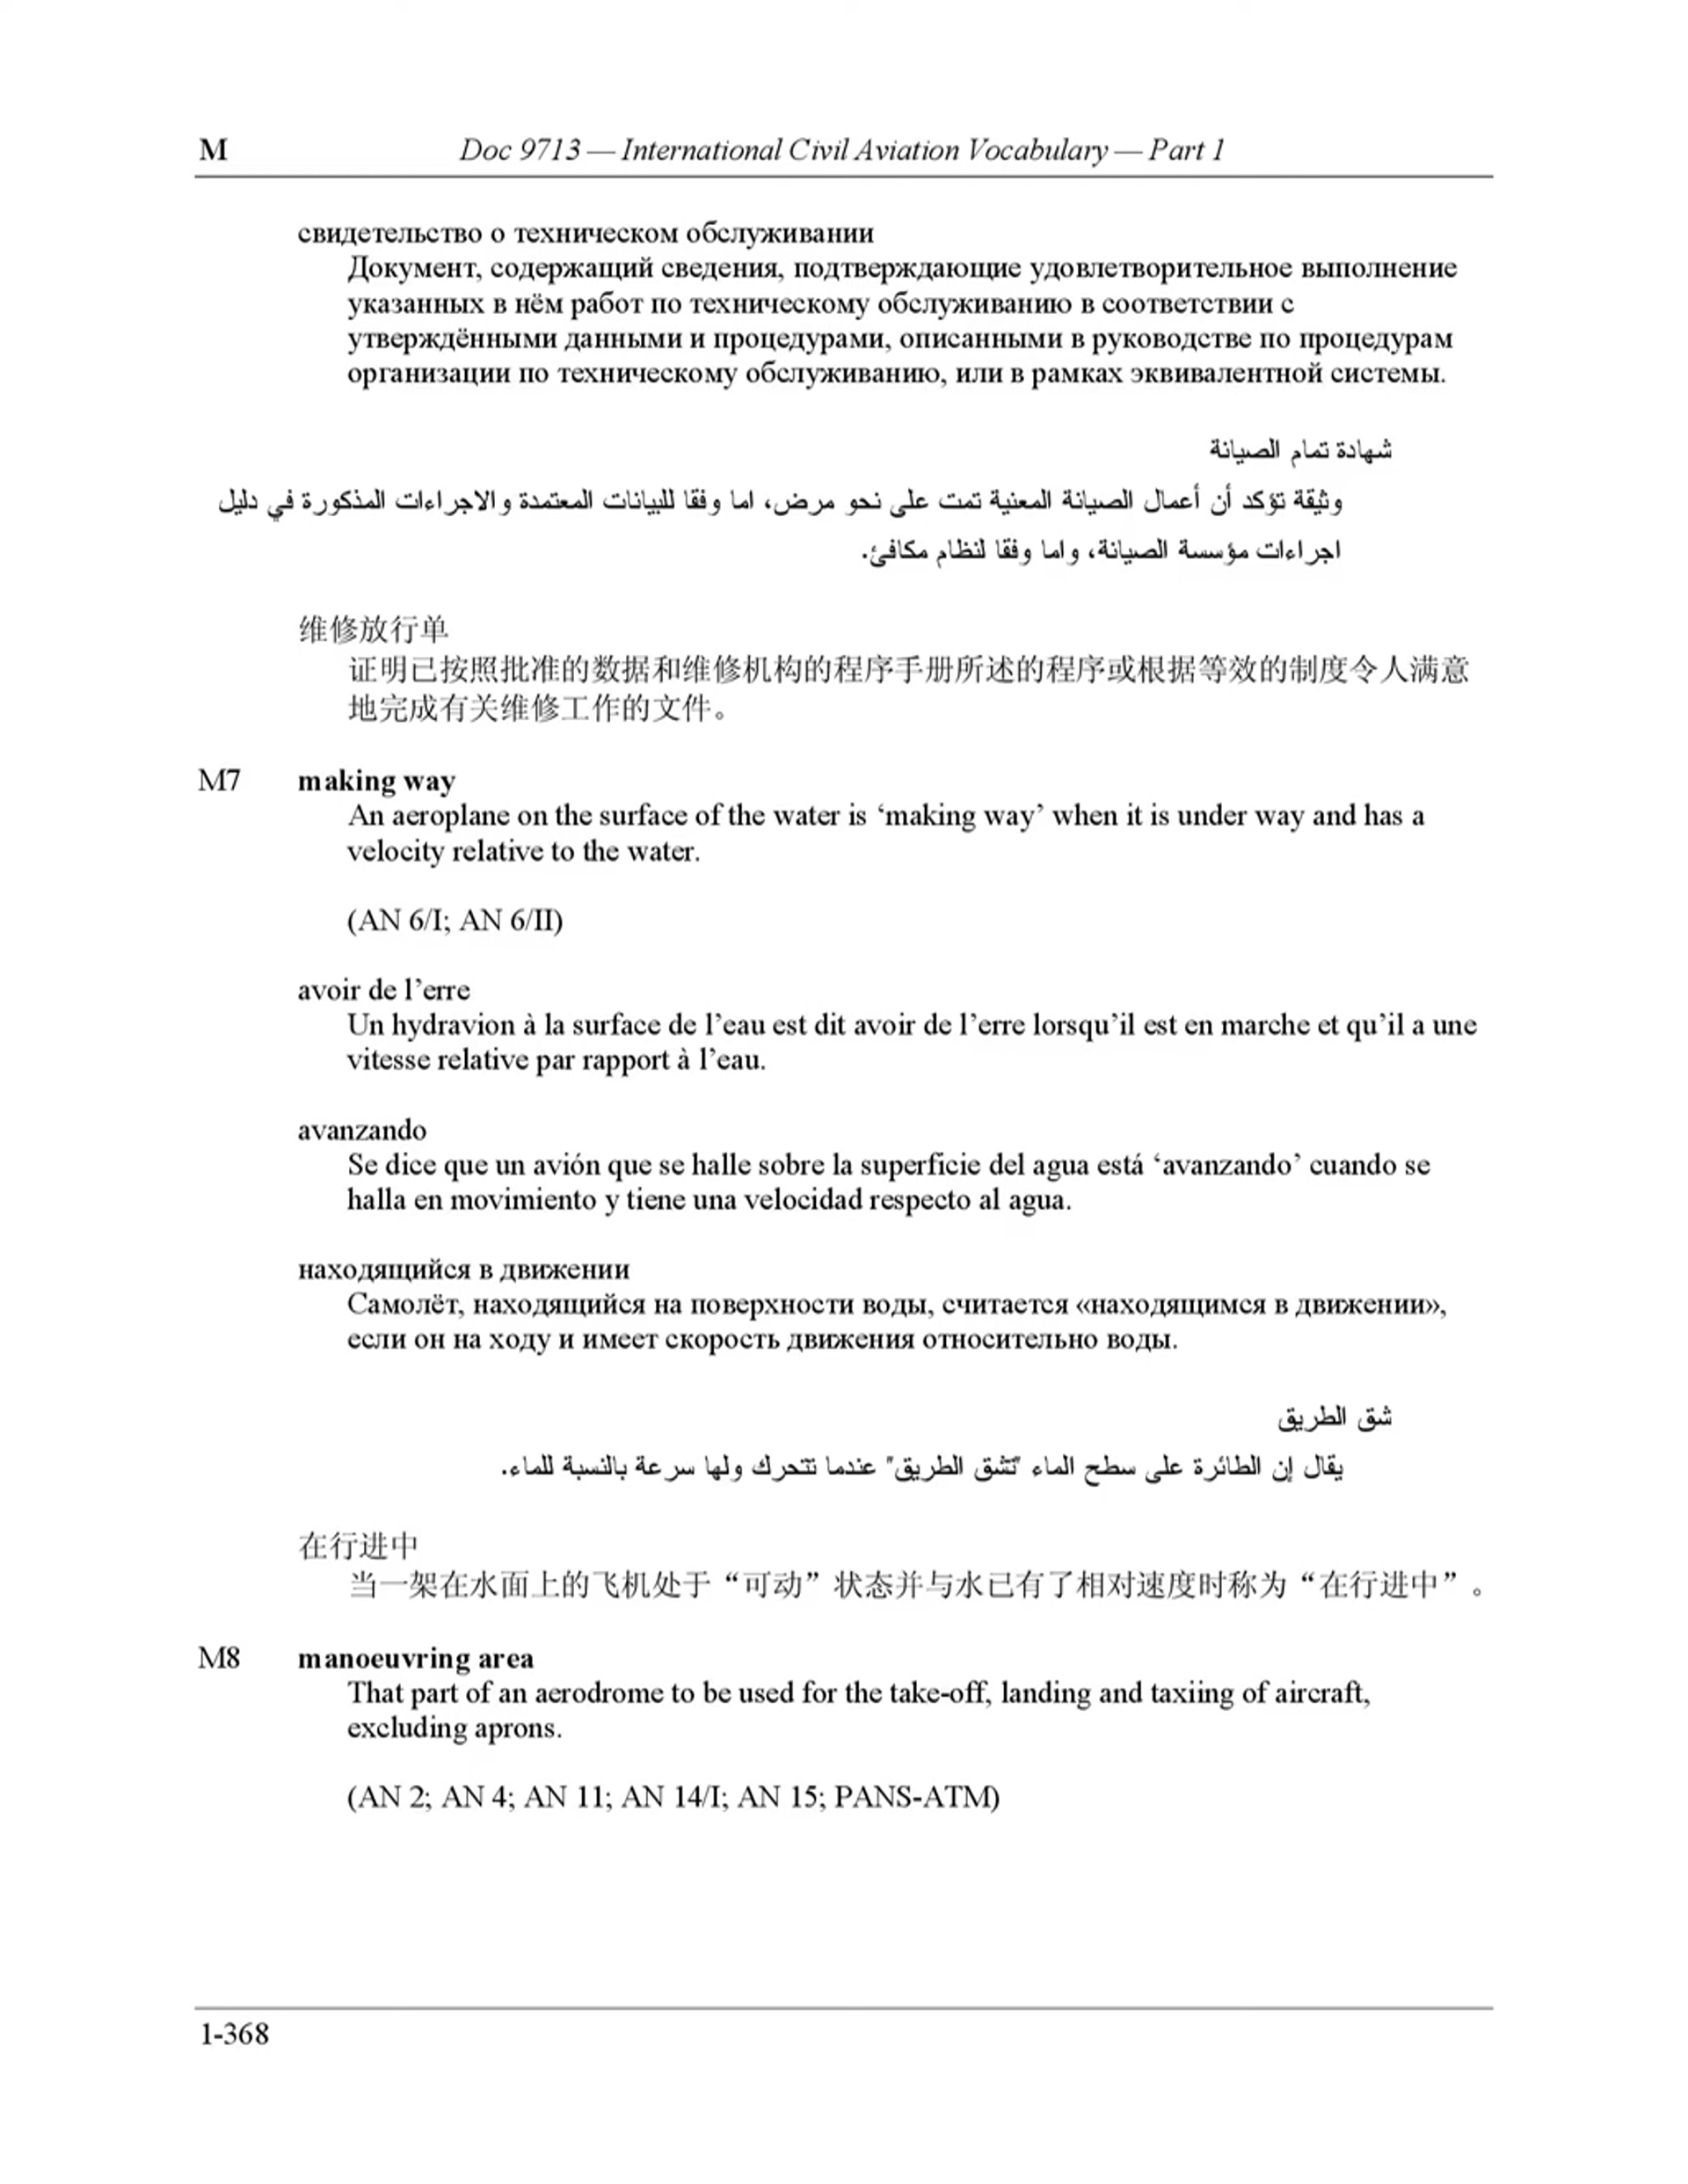 M Doc 9713 — International Civil Aviation Vocabulary — Part 1
свидетельство о техническом обслуживании
Документ, содержащий сведения, подтверждающие удовлетворительное выполнение
указанных в нём работ по техническому обслуживанию в соответствии с
утверждёнными данными и процедурами, описанными в руководстве по процедурам
организации по техническому обслуживанию, или в рамках эквивалентной системы.
شهادة تمام الصيانة
وثيقة تؤكد أن أعمال الصيانة المعنية تمت على نحو مرض، اما وفقا للبيانات المعتمدة والاجراءات المذكورة في دليل
اجراءات مؤسسة الصيانة، واما وفقا لنظام مكافئ.
维修放行单
证明已按照批准的数据和维修机构的程序手册所述的程序或根据等效的制度令人满意
地完成有关维修工作的文件。
M7 making way
An aeroplane on the surface of the water is ‘making way’ when it is under way and has a
velocity relative to the water.
(AN 6/I; AN 6/II)
avoir de l’erre
Un hydravion à la surface de l’eau est dit avoir de l’erre lorsqu’il est en marche et qu’il a une
vitesse relative par rapport à l’eau.
avanzando
Se dice que un avión que se halle sobre la superficie del agua está ‘avanzando’ cuando se
halla en movimiento y tiene una velocidad respecto al agua.
находящийся в движении
Самолёт, находящийся на поверхности воды, считается «находящимся в движении»,
если он на ходу и имеет скорость движения относительно воды.
شق الطريق
يقال إن الطائرة على سطح الماء "تشق الطريق" عندما تتحرك ولها سرعة بالنسبة للماء.
在行进中
当一架在水面上的飞机处于“可动”状态并与水已有了相对速度时称为“在行进中”。
M8 manoeuvring area
That part of an aerodrome to be used for the take-off, landing and taxiing of aircraft,
excluding aprons.
(AN 2; AN 4; AN 11; AN 14/I; AN 15; PANS-ATM)
1-368